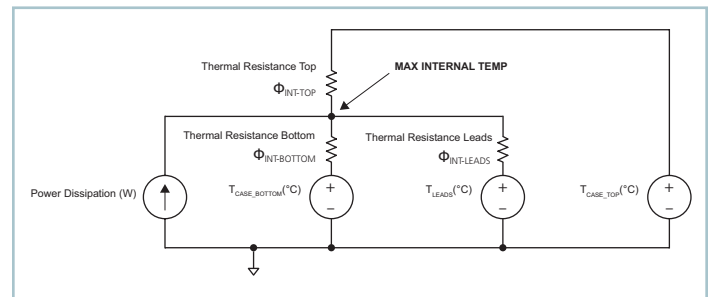 Thermal Resistance Top
MAX INTERNAL TEMP
ΦINT-TOP
Thermal Resistance Bottom
Thermal Resistance Leads
ΦINT-BOTTOM
ΦINT-LEADS
Power Dissipation (W)
TCASE_BOTTOM(°C)
TLEADS(°C)
TCASE_TOP(°C)
+
–
+
–
+
–